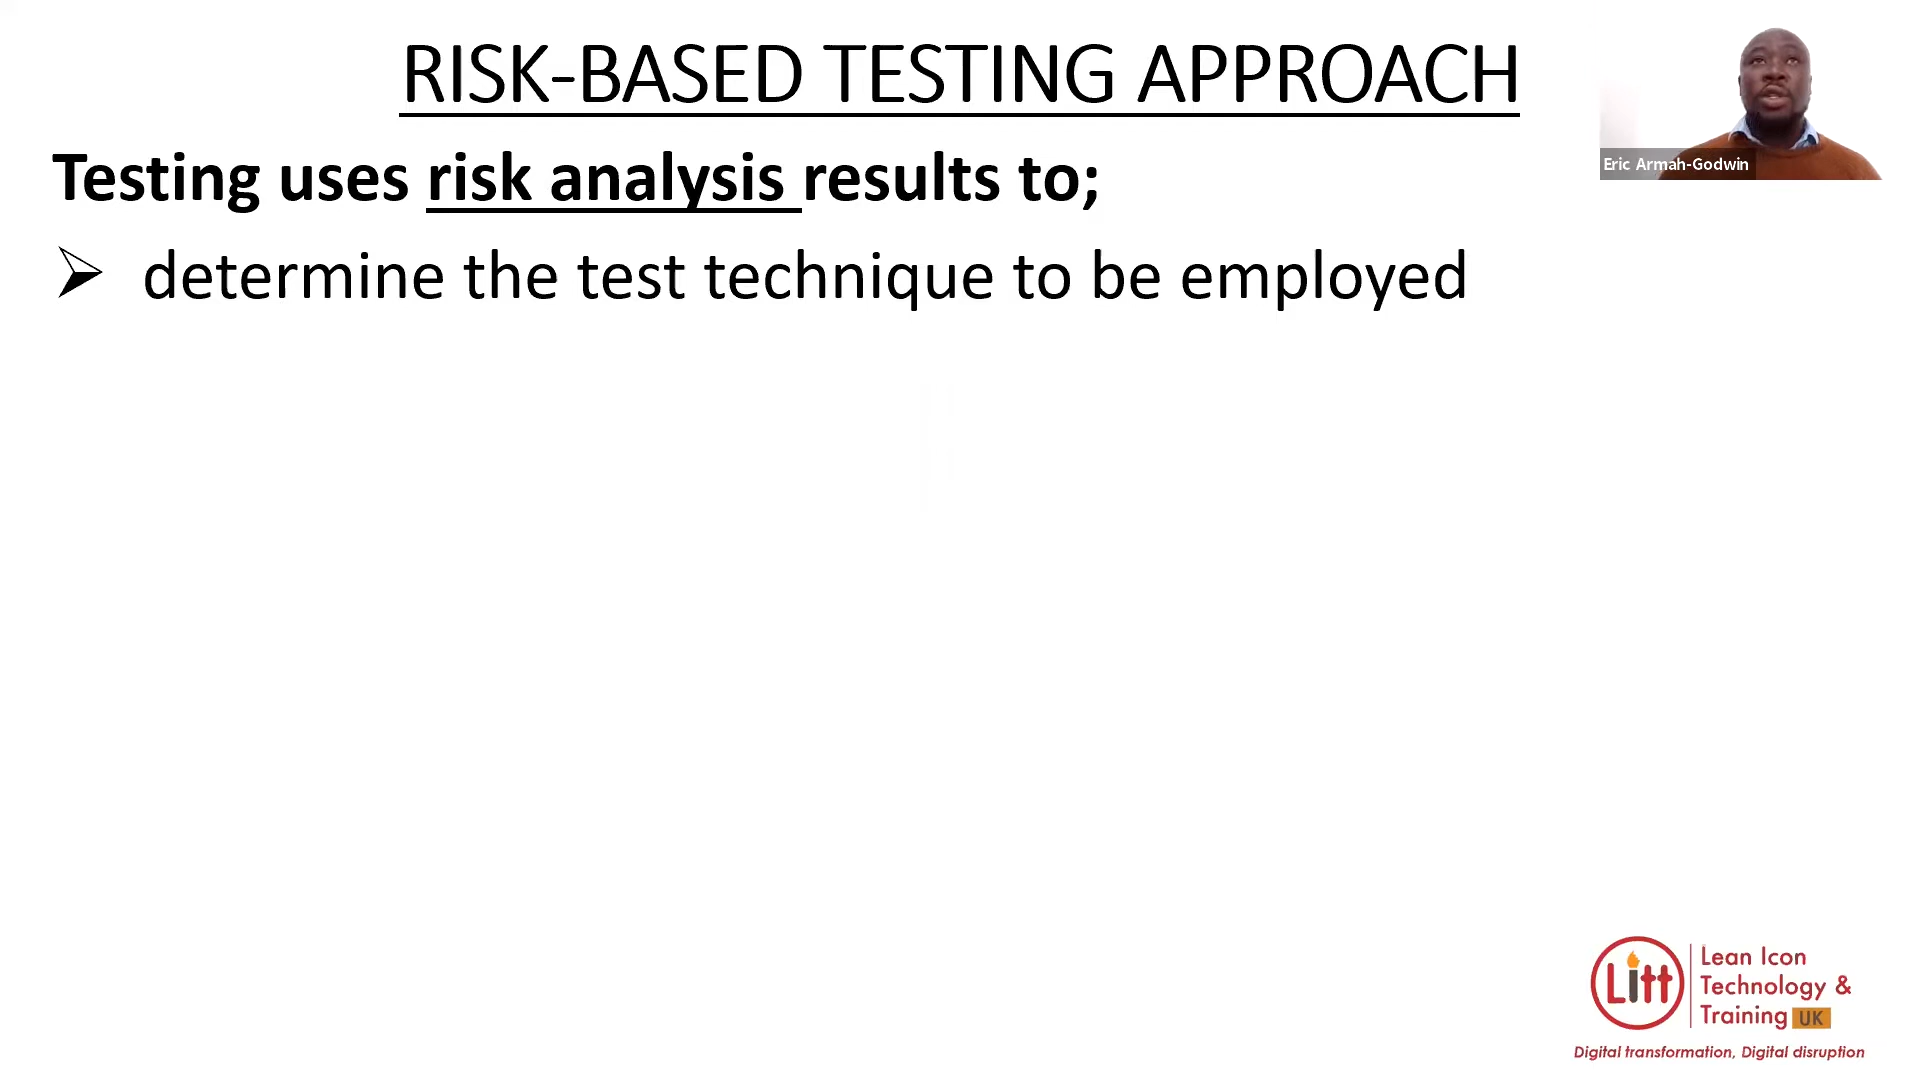 RISK-BASED TESTING APPROACH
Eric Armah-Godwin
Testing uses risk analysis results to;
determine the test technique to be employed
Litt
Lean Icon
Technology &
Training UK
Digital transformation, Digital disruption